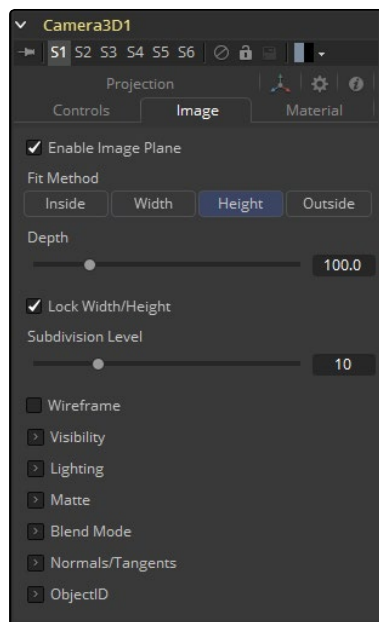 Camera3D1
S1 S2 S3 S4 S5 S6
Projection
Controls Image Material
Enable Image Plane
Fit Method
Inside Width Height Outside
Depth
100.0
Lock Width/Height
Subdivision Level
10
Wireframe
Visibility
Lighting
Matte
Blend Mode
Normals/Tangents
ObjectID